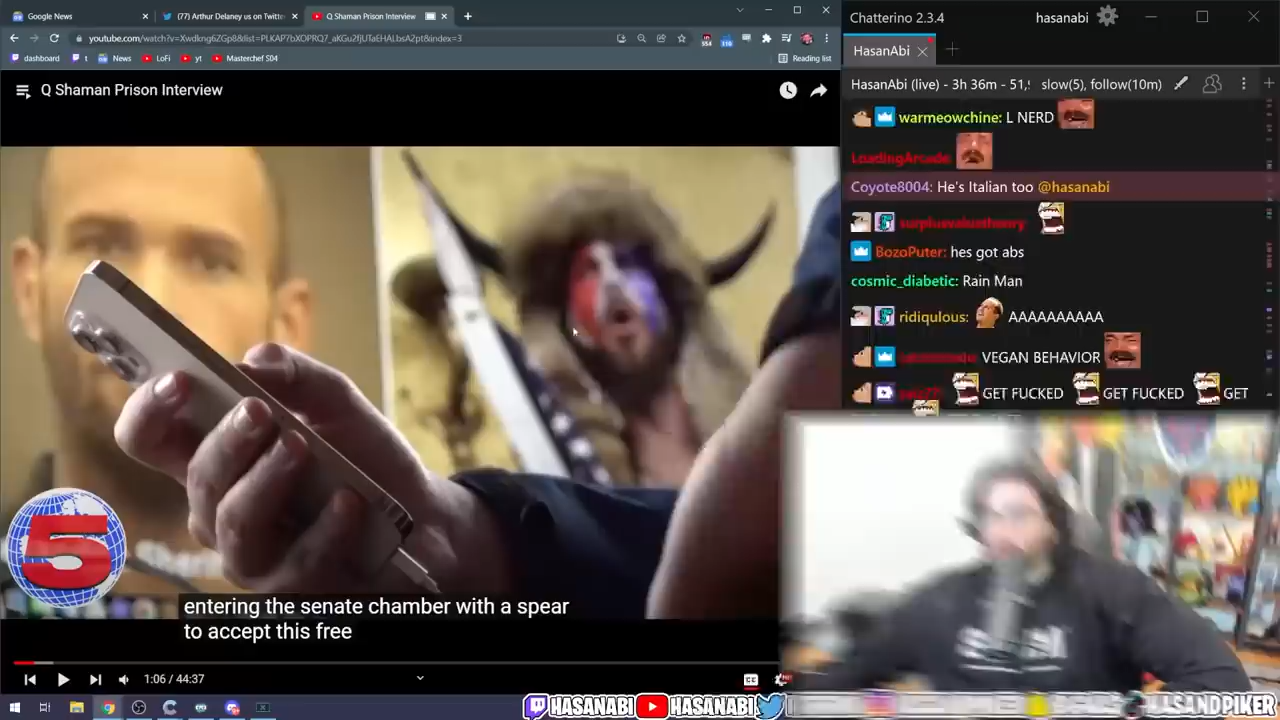 Google News
(77) Arthur Delaney us on Twitte
Q Shaman Prison Interview
youtube.com/watch?v=Xwdkng6ZGp8&list=PLKAP7bXOPRQ7_aKGu2fjUTaEHALbsA2pt&index=3
dashboard
t
News
LoFi
yt
Masterchef S04
Reading list
Q Shaman Prison Interview
5
entering the senate chamber with a spear
to accept this free
1:06 / 44:37
CC
Chatterino 2.3.4
hasanabi
HasanAbi
HasanAbi (live) - 3h 36m - 51,
slow(5), follow(10m)
warmeowchine: L NERD
LoadingArcade
Coyote8004: He's Italian too @hasanabi
BozoPuter: hes got abs
cosmic_diabetic: Rain Man
ridiqulous: AAAAAAAAAA
VEGAN BEHAVIOR
GET FUCKED GET FUCKED GET
HASANABI HASANABI HASANDPIKER